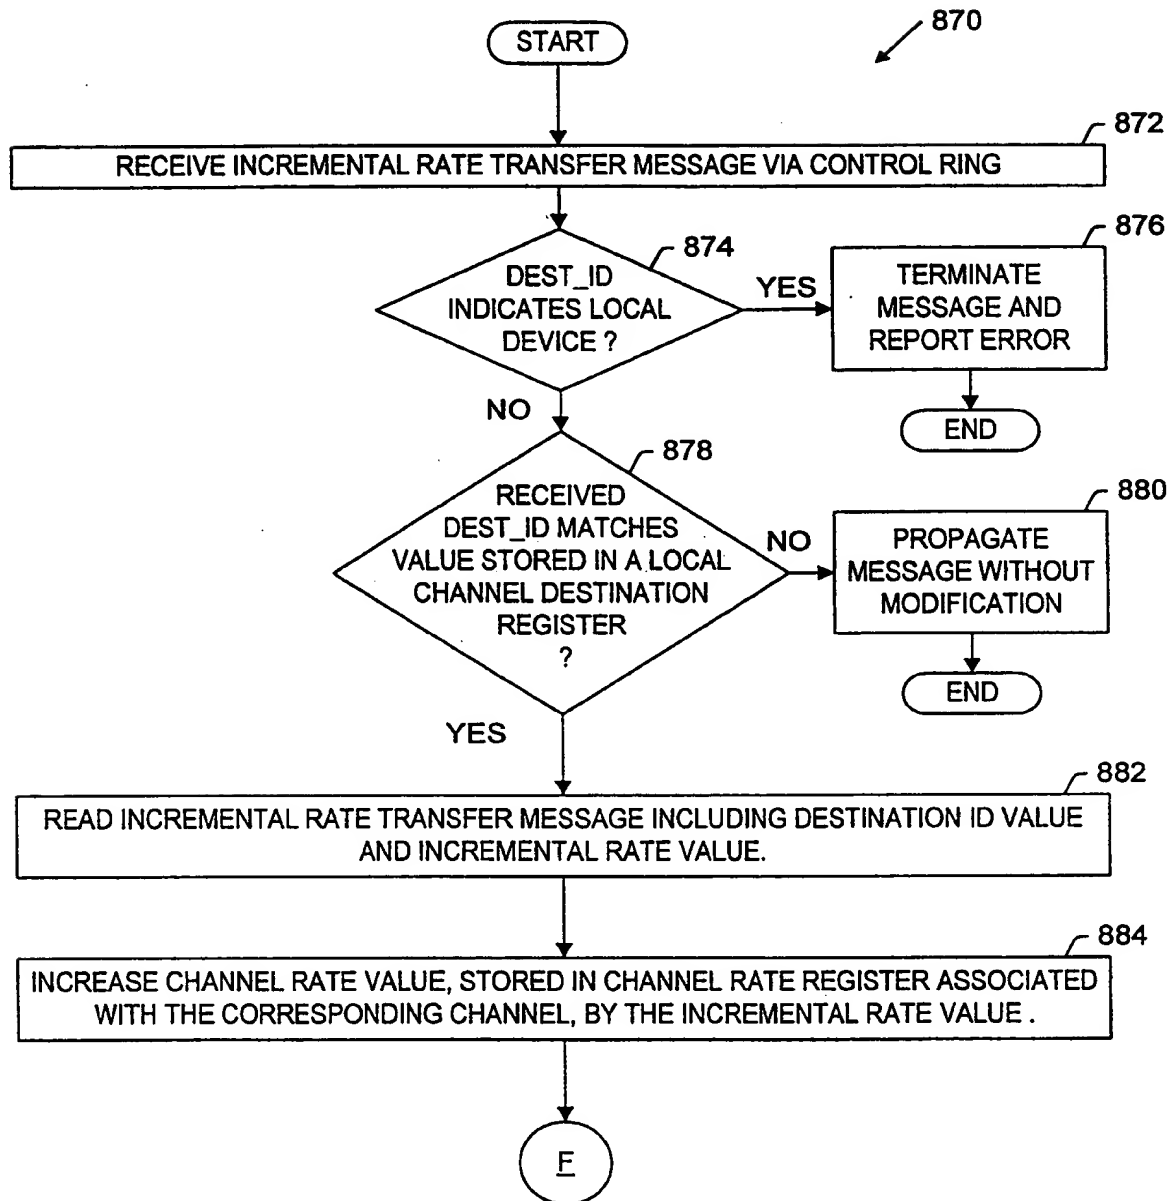 START
870
872
RECEIVE INCREMENTAL RATE TRANSFER MESSAGE VIA CONTROL RING
874
DEST_ID
INDICATES LOCAL
DEVICE ?
YES
876
TERMINATE
MESSAGE AND
REPORT ERROR
END
NO
878
RECEIVED
DEST_ID MATCHES
VALUE STORED IN A LOCAL
CHANNEL DESTINATION
REGISTER
?
NO
880
PROPAGATE
MESSAGE WITHOUT
MODIFICATION
END
YES
882
READ INCREMENTAL RATE TRANSFER MESSAGE INCLUDING DESTINATION ID VALUE
AND INCREMENTAL RATE VALUE.
884
INCREASE CHANNEL RATE VALUE, STORED IN CHANNEL RATE REGISTER ASSOCIATED
WITH THE CORRESPONDING CHANNEL, BY THE INCREMENTAL RATE VALUE .
F